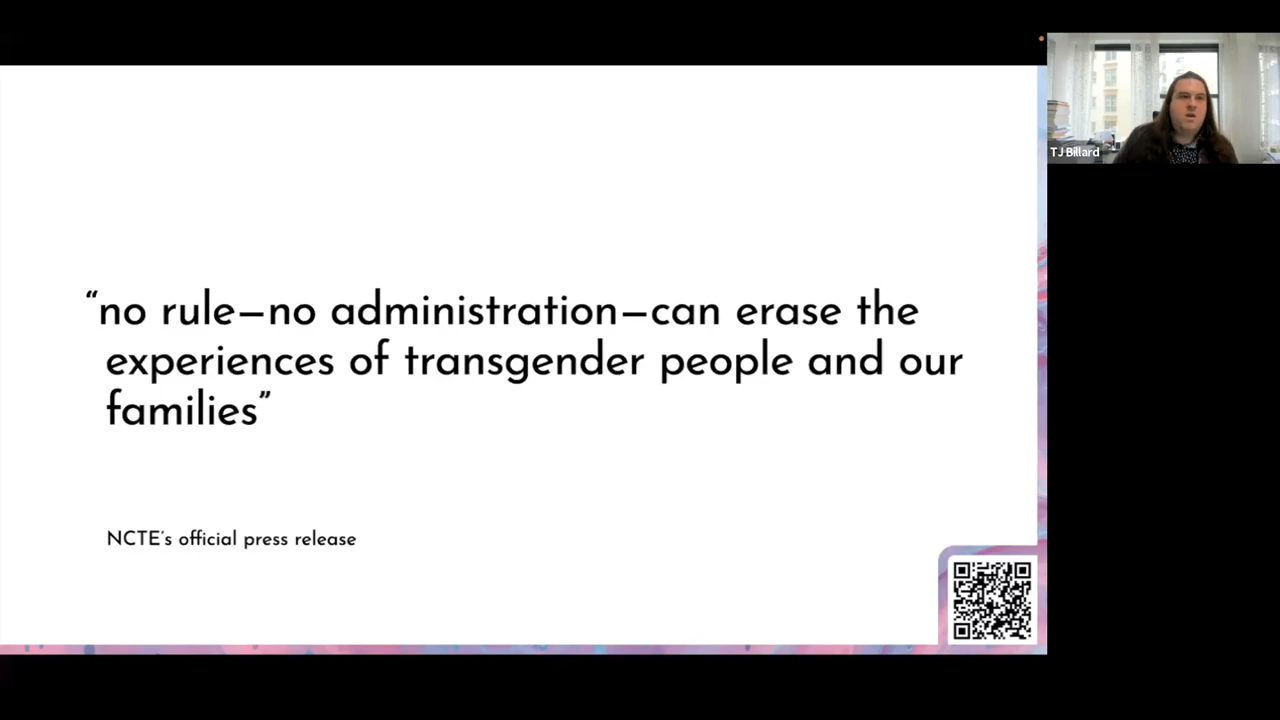 “no rule—no administration—can erase the
experiences of transgender people and our
families”
NCTE’s official press release
TJ Billard